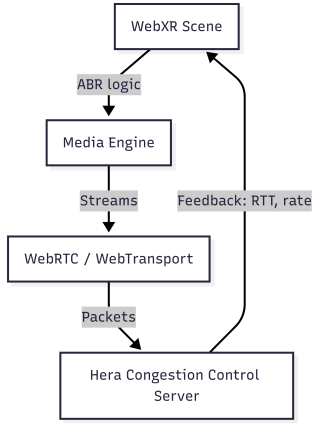 WebXR Scene
ABR logic
Media Engine
Streams
Feedback: RTT, rate
WebRTC / WebTransport
Packets
Hera Congestion Control
Server